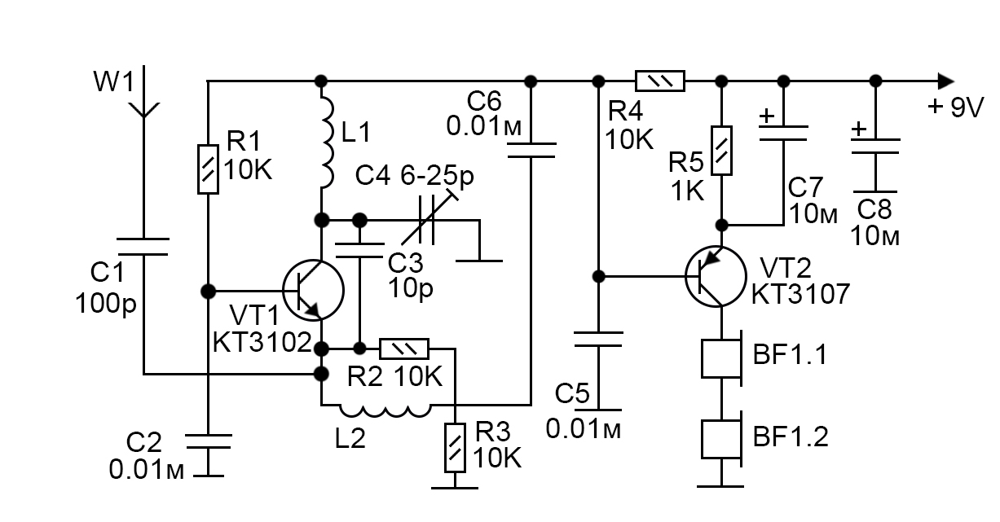 W1
C6
0.01м
+ 9V
R4
10K
L1
R1
10K
R5
1K
C4 6-25p
C7
10м
C8
10м
C1
100p
C3
10p
VT2
KT3107
VT1
KT3102
BF1.1
R2 10K
C5
0.01м
L2
R3
10K
BF1.2
C2
0.01м
+
+